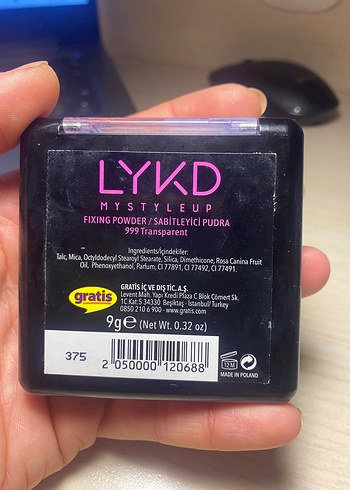 LYKD
MYSTYLEUP
FIXING POWDER / SABİTLEYİCİ PUDRA
999 Transparent
Ingredients/İçindekiler:
Talc, Mica, Octyldodecyl Stearoyl Stearate, Silica, Dimethicone, Rosa Canina Fruit
Oil, Phenoxyethanol, Parfum, CI 77891, CI 77492, CI 77491.
gratis
GRATİS İÇ VE DIŞ TİC. A.Ş.
Levent Mah. Yapı Kredi Plaza C Blok Cömert Sk.
1C Kat: 5 34330 Beşiktaş - İstanbul/ Turkey
0850 210 6 900 - www.gratis.com
9g e (Net Wt. 0.32 oz)
375
2 050000 120688
12M
MADE IN POLAND